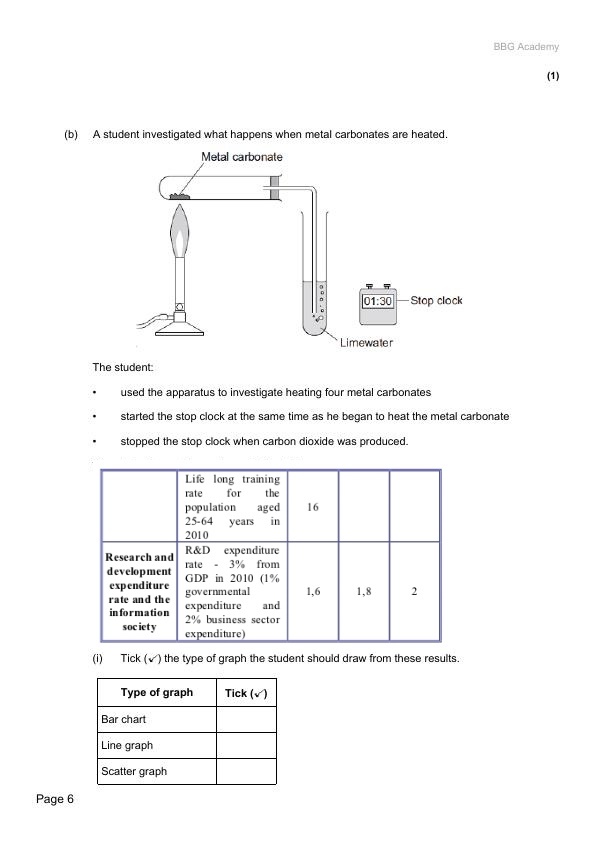 BBG Academy
(1)
(b) A student investigated what happens when metal carbonates are heated.
Metal carbonate
01:30
Stop clock
Limewater
The student:
• used the apparatus to investigate heating four metal carbonates
• started the stop clock at the same time as he began to heat the metal carbonate
• stopped the stop clock when carbon dioxide was produced.
Life long training
rate for the
population aged
25-64 years in
2010
16
Research and
development
expenditure
rate and the
information
society
R&D expenditure
rate - 3% from
GDP in 2010 (1%
governmental
expenditure and
2% business sector
expenditure)
1,6
1,8
2
(i) Tick (✓) the type of graph the student should draw from these results.
Type of graph
Tick (✓)
Bar chart
Line graph
Scatter graph
Page 6